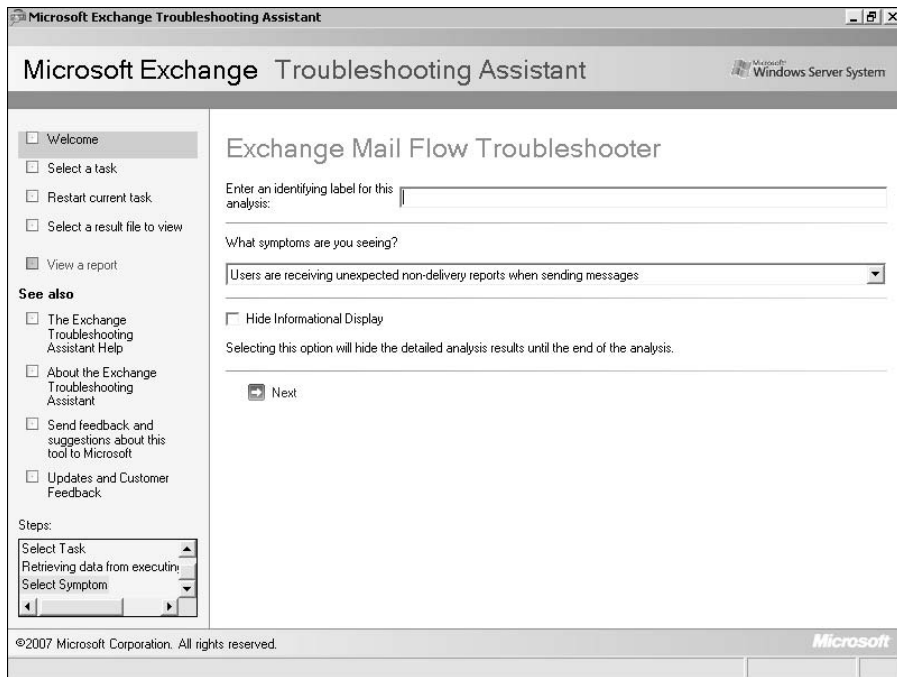 Microsoft Exchange Troubleshooting Assistant
Microsoft Exchange Troubleshooting Assistant
Microsoft
Windows Server System
Welcome
Select a task
Restart current task
Select a result file to view
View a report
See also
The Exchange
Troubleshooting
Assistant Help
About the Exchange
Troubleshooting
Assistant
Send feedback and
suggestions about this
tool to Microsoft
Updates and Customer
Feedback
Steps:
Select Task
Retrieving data from executin
Select Symptom
Exchange Mail Flow Troubleshooter
Enter an identifying label for this
analysis:
What symptoms are you seeing?
Users are receiving unexpected non-delivery reports when sending messages
Hide Informational Display
Selecting this option will hide the detailed analysis results until the end of the analysis.
Next
©2007 Microsoft Corporation. All rights reserved.
Microsoft